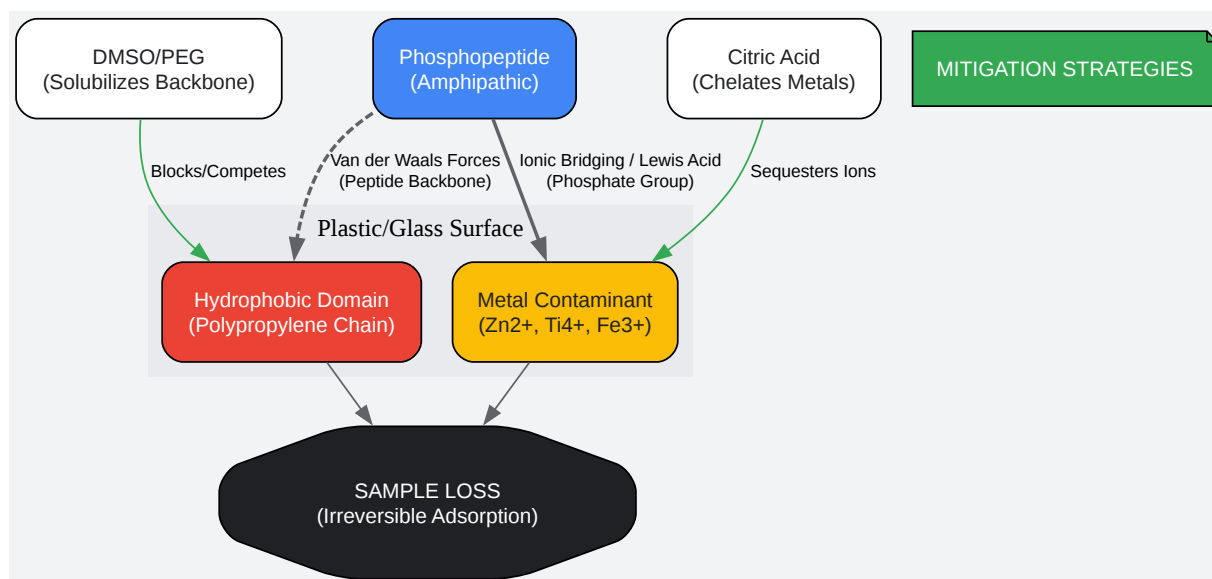 DMSO/PEG
(Solubilizes Backbone)
Phosphopeptide
(Amphipathic)
Citric Acid
(Chelates Metals)
MITIGATION STRATEGIES
Blocks/Competes
Van der Waals Forces
(Peptide Backbone)
Ionic Bridging / Lewis Acid
(Phosphate Group)
Sequesters Ions
Plastic/Glass Surface
Hydrophobic Domain
(Polypropylene Chain)
Metal Contaminant
(Zn2+, Ti4+, Fe3+)
SAMPLE LOSS
(Irreversible Adsorption)